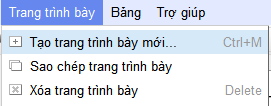 Trang trình bày Bảng Trợ giúp
Tạo trang trình bày mới... Ctrl+M
Sao chép trang trình bày
Xóa trang trình bày Delete